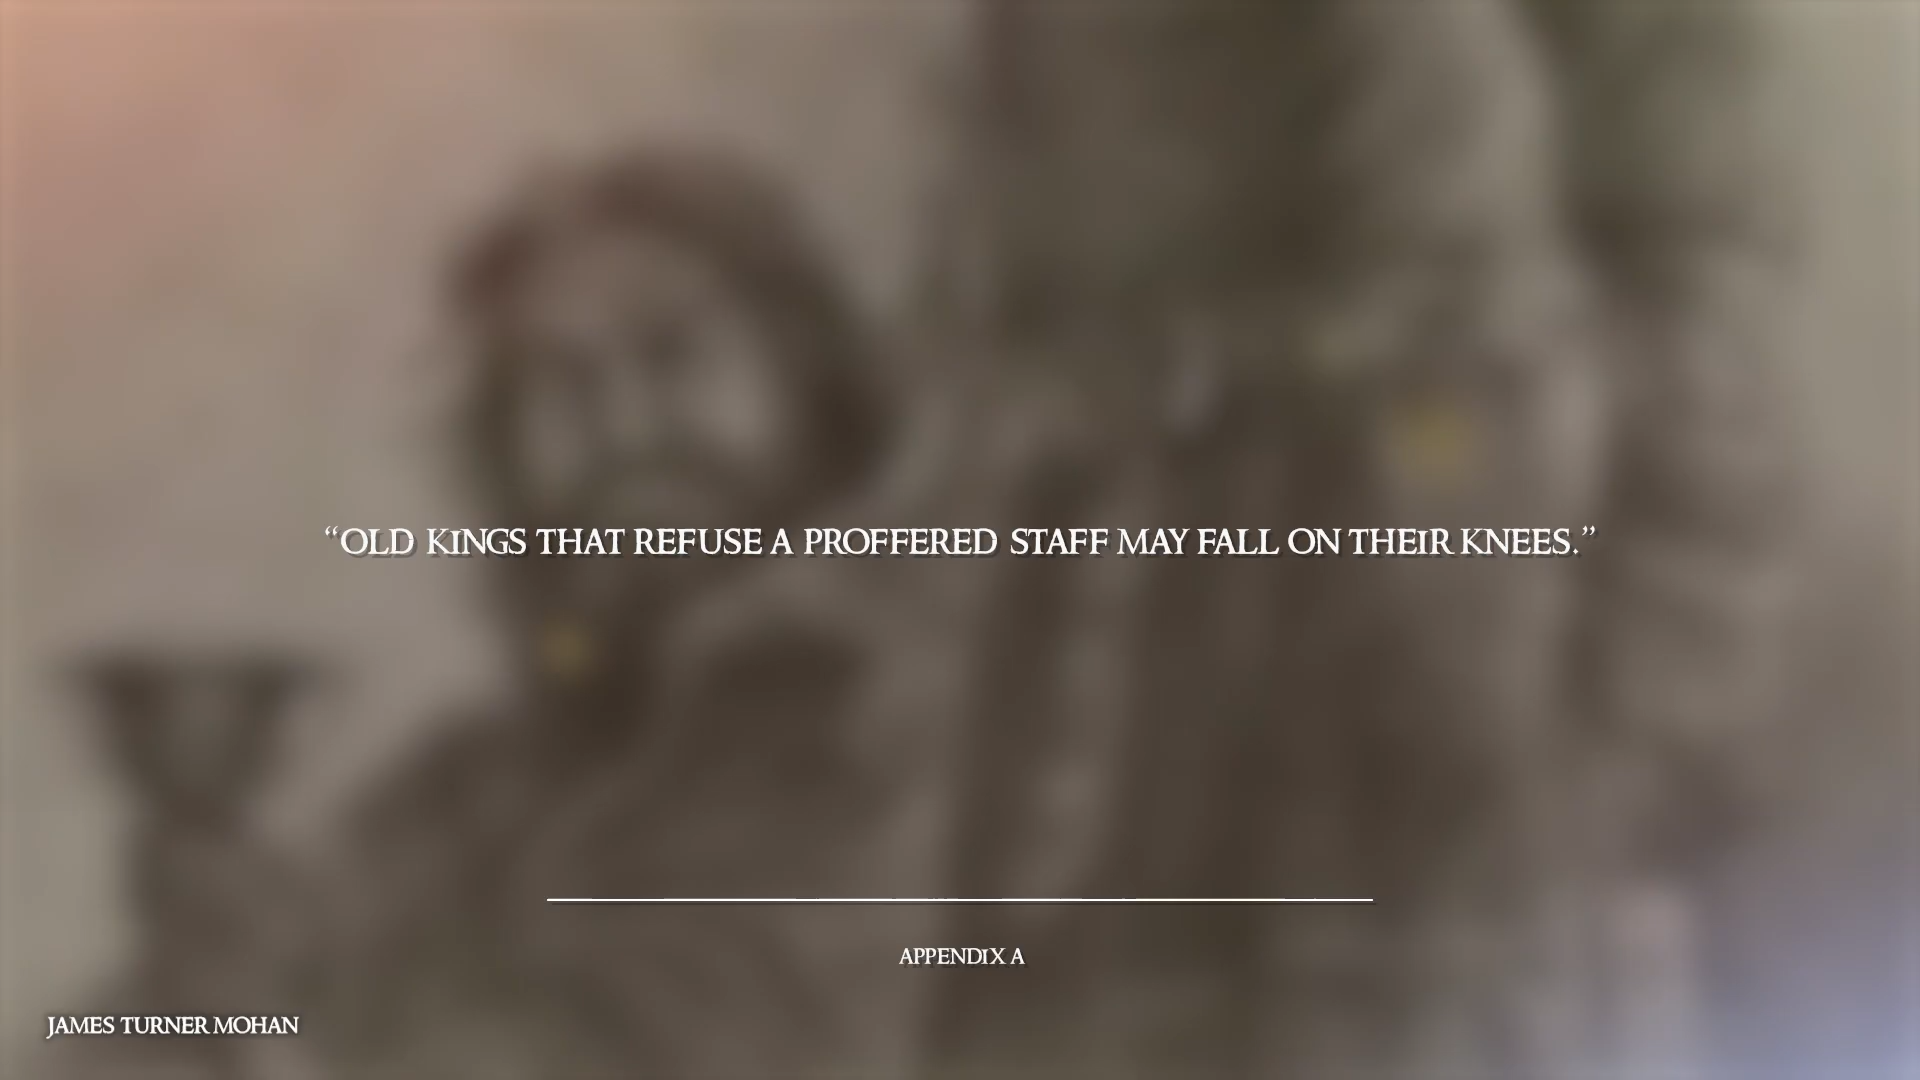 “OLD KINGS THAT REFUSE A PROFFERED STAFF MAY FALL ON THEIR KNEES.”
APPENDIX A
JAMES TURNER MOHAN